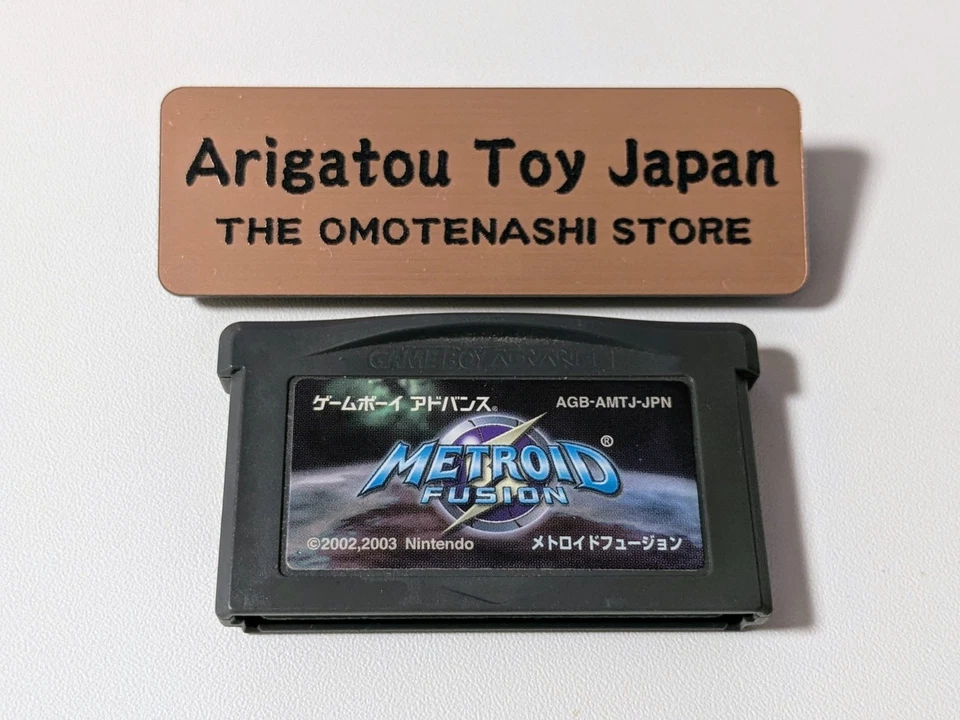 Arigatou Toy Japan
THE OMOTENASHI STORE
GAME BOY ADVANCE
ゲームボーイ アドバンス® AGB-AMTJ-JPN
METROID®
FUSION
©2002,2003 Nintendo メトロイドフュージョン